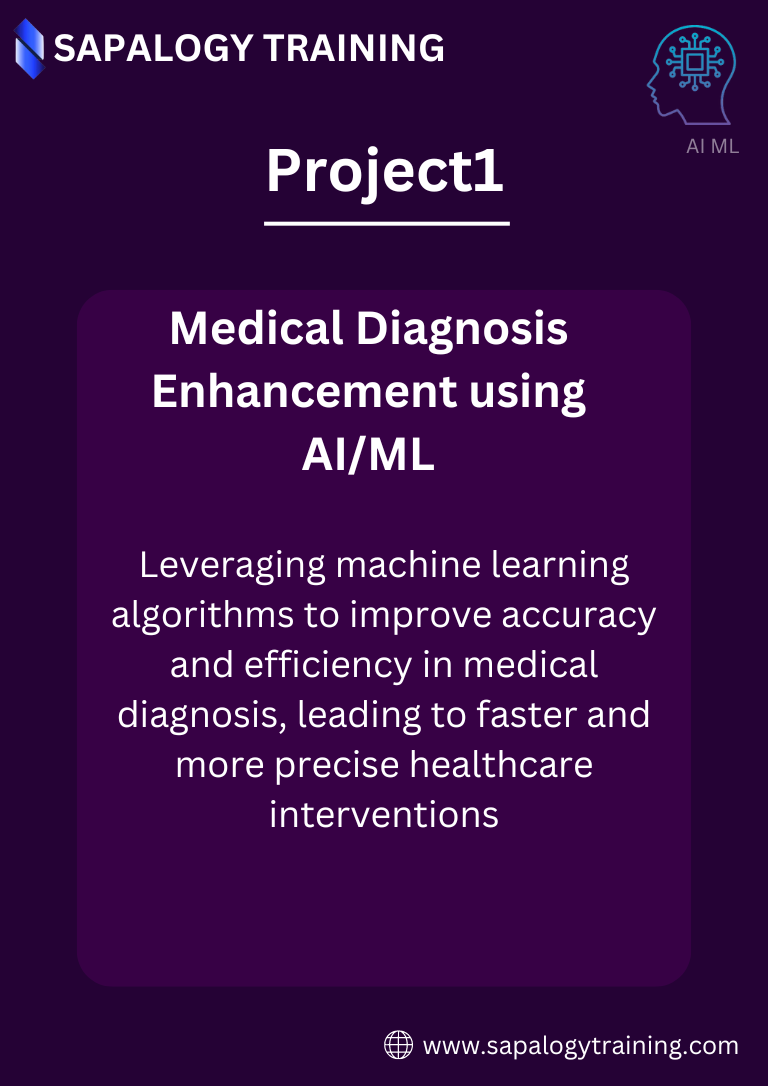 SAPALOGY TRAINING
AI ML
Project1
Medical Diagnosis
Enhancement using
AI/ML
Leveraging machine learning
algorithms to improve accuracy
and efficiency in medical
diagnosis, leading to faster and
more precise healthcare
interventions
www.sapalogytraining.com